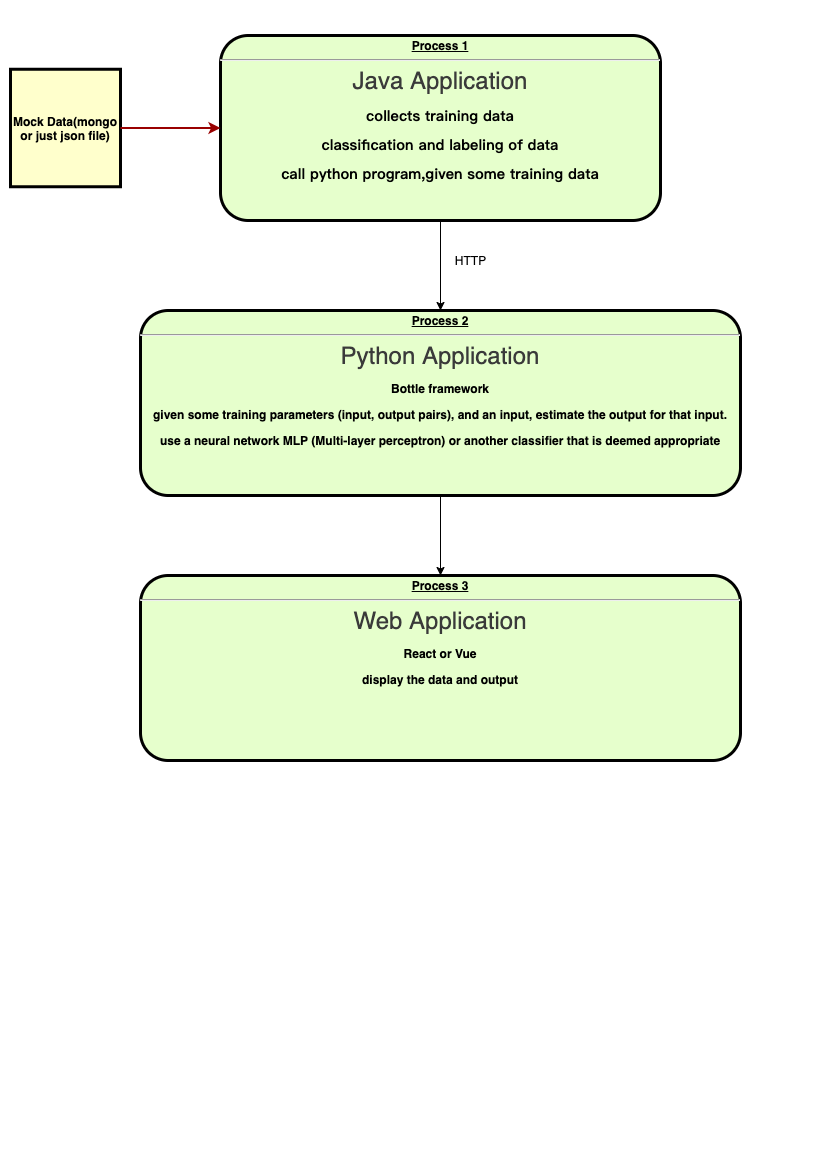 Process 1
Java Application
collects training data
classification and labeling of data
call python program,given some training data
Mock Data(mongo
or just json file)
HTTP
Process 2
Python Application
Bottle framework
given some training parameters (input, output pairs), and an input, estimate the output for that input.
use a neural network MLP (Multi-layer perceptron) or another classifier that is deemed appropriate
Process 3
Web Application
React or Vue
display the data and output